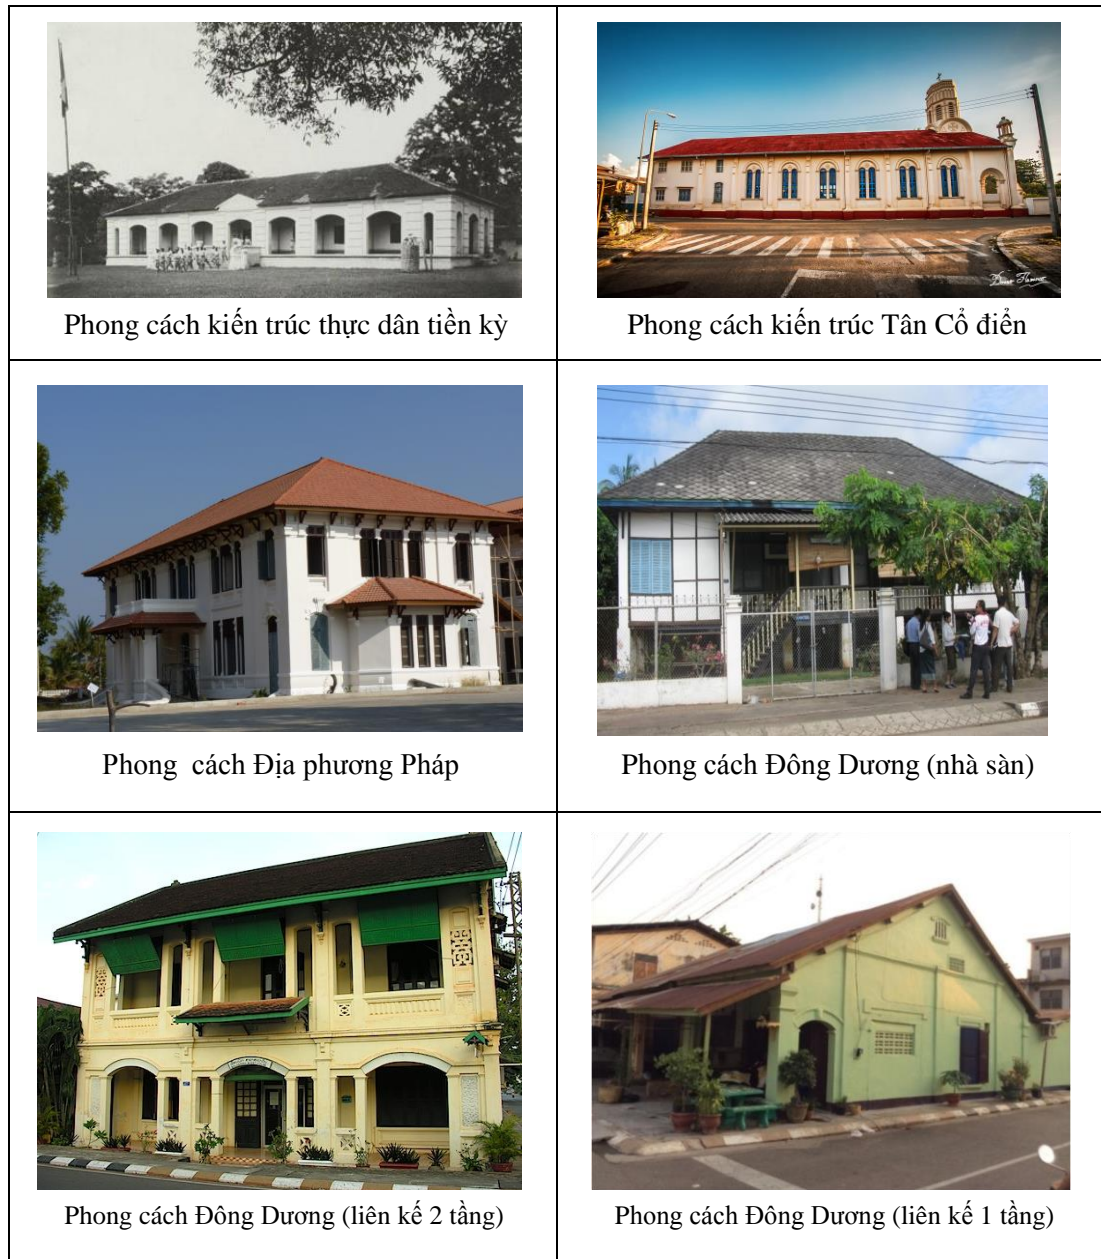 Phong cách kiến trúc thực dân tiền kỳ
Phong cách kiến trúc Tân Cổ điển
Phong cách Địa phương Pháp
Phong cách Đông Dương (nhà sàn)
Phong cách Đông Dương (liên kế 2 tầng)
Phong cách Đông Dương (liên kế 1 tầng)